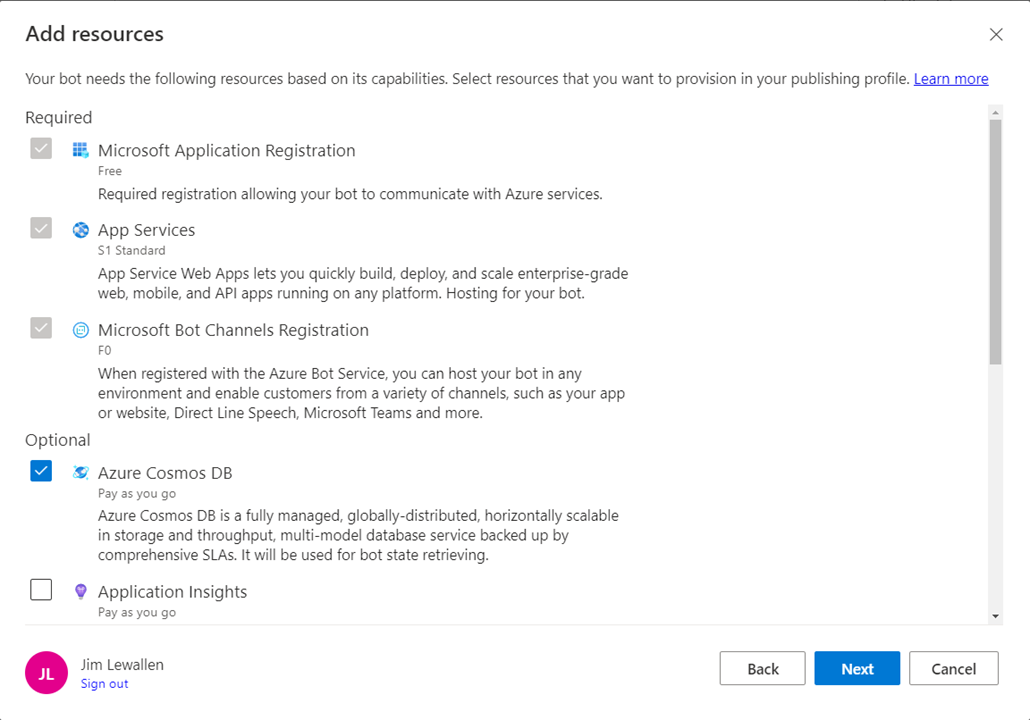 Add resources
Your bot needs the following resources based on its capabilities. Select resources that you want to provision in your publishing profile. Learn more
Required
Microsoft Application Registration
Free
Required registration allowing your bot to communicate with Azure services.
App Services
S1 Standard
App Service Web Apps lets you quickly build, deploy, and scale enterprise-grade
web, mobile, and API apps running on any platform. Hosting for your bot.
Microsoft Bot Channels Registration
F0
When registered with the Azure Bot Service, you can host your bot in any
environment and enable customers from a variety of channels, such as your app
or website, Direct Line Speech, Microsoft Teams and more.
Optional
Azure Cosmos DB
Pay as you go
Azure Cosmos DB is a fully managed, globally-distributed, horizontally scalable
in storage and throughput, multi-model database service backed up by
comprehensive SLAs. It will be used for bot state retrieving.
Application Insights
Pay as you go
JL
Jim Lewallen
Sign out
Back
Next
Cancel